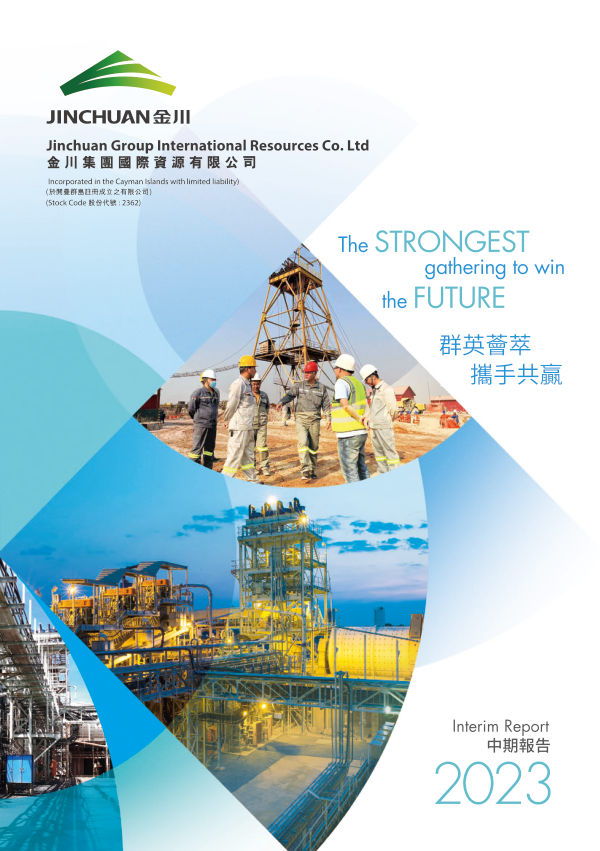 JINCHUAN金川
Jinchuan Group International Resources Co. Ltd
金川集團國際資源有限公司
Incorporated in the Cayman Islands with limited liability)
(於開曼群島註冊成立之有限公司)
(Stock Code 股份代號 : 2362)
The STRONGEST
gathering to win
the FUTURE
群英薈萃
攜手共贏
Interim Report
中期報告
2023